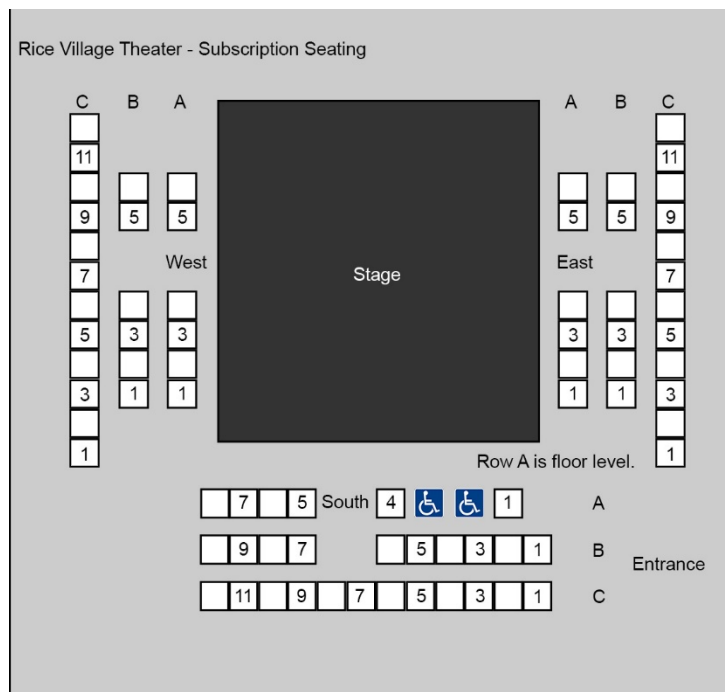 Rice Village Theater - Subscription Seating
C B A A B C
11 11
9 5 5 5 5 9
West East
7 Stage 7
5 3 3 3 3 5
3 1 1 1 1 3
1 1
Row A is floor level.
7 5 South 4 1 A
9 7 5 3 1 B
Entrance
11 9 7 5 3 1 C